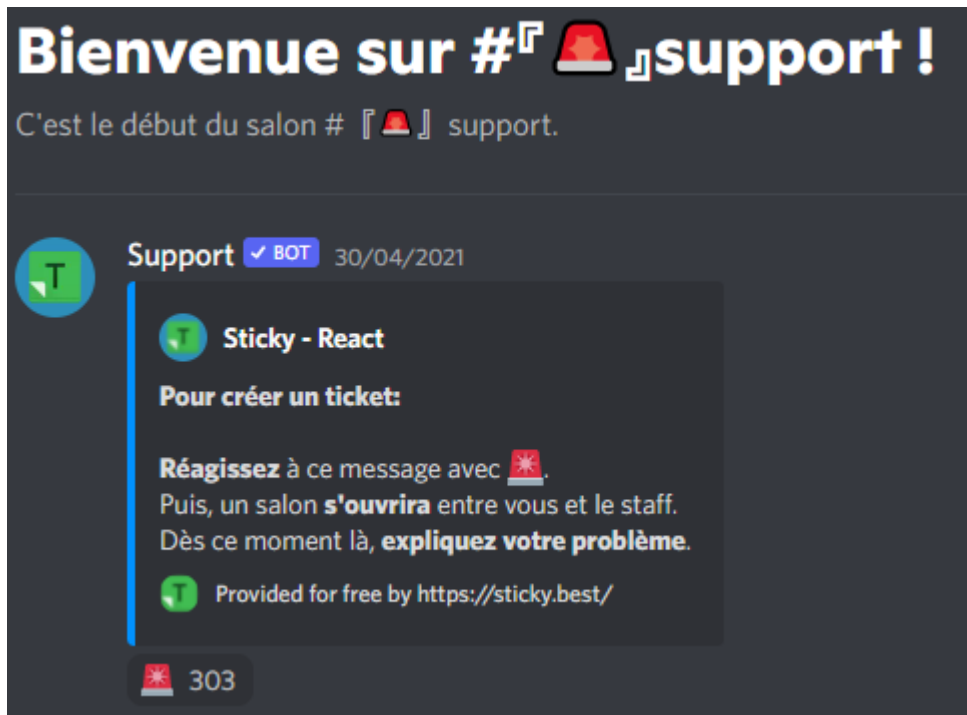 Bienvenue sur #『🚨』support !
C'est le début du salon # 『🚨』 support.
T
Support ✓ BOT 30/04/2021
T Sticky - React
Pour créer un ticket:
Réagissez à ce message avec 🚨.
Puis, un salon s'ouvrira entre vous et le staff.
Dès ce moment là, expliquez votre problème.
T Provided for free by https://sticky.best/
🚨 303